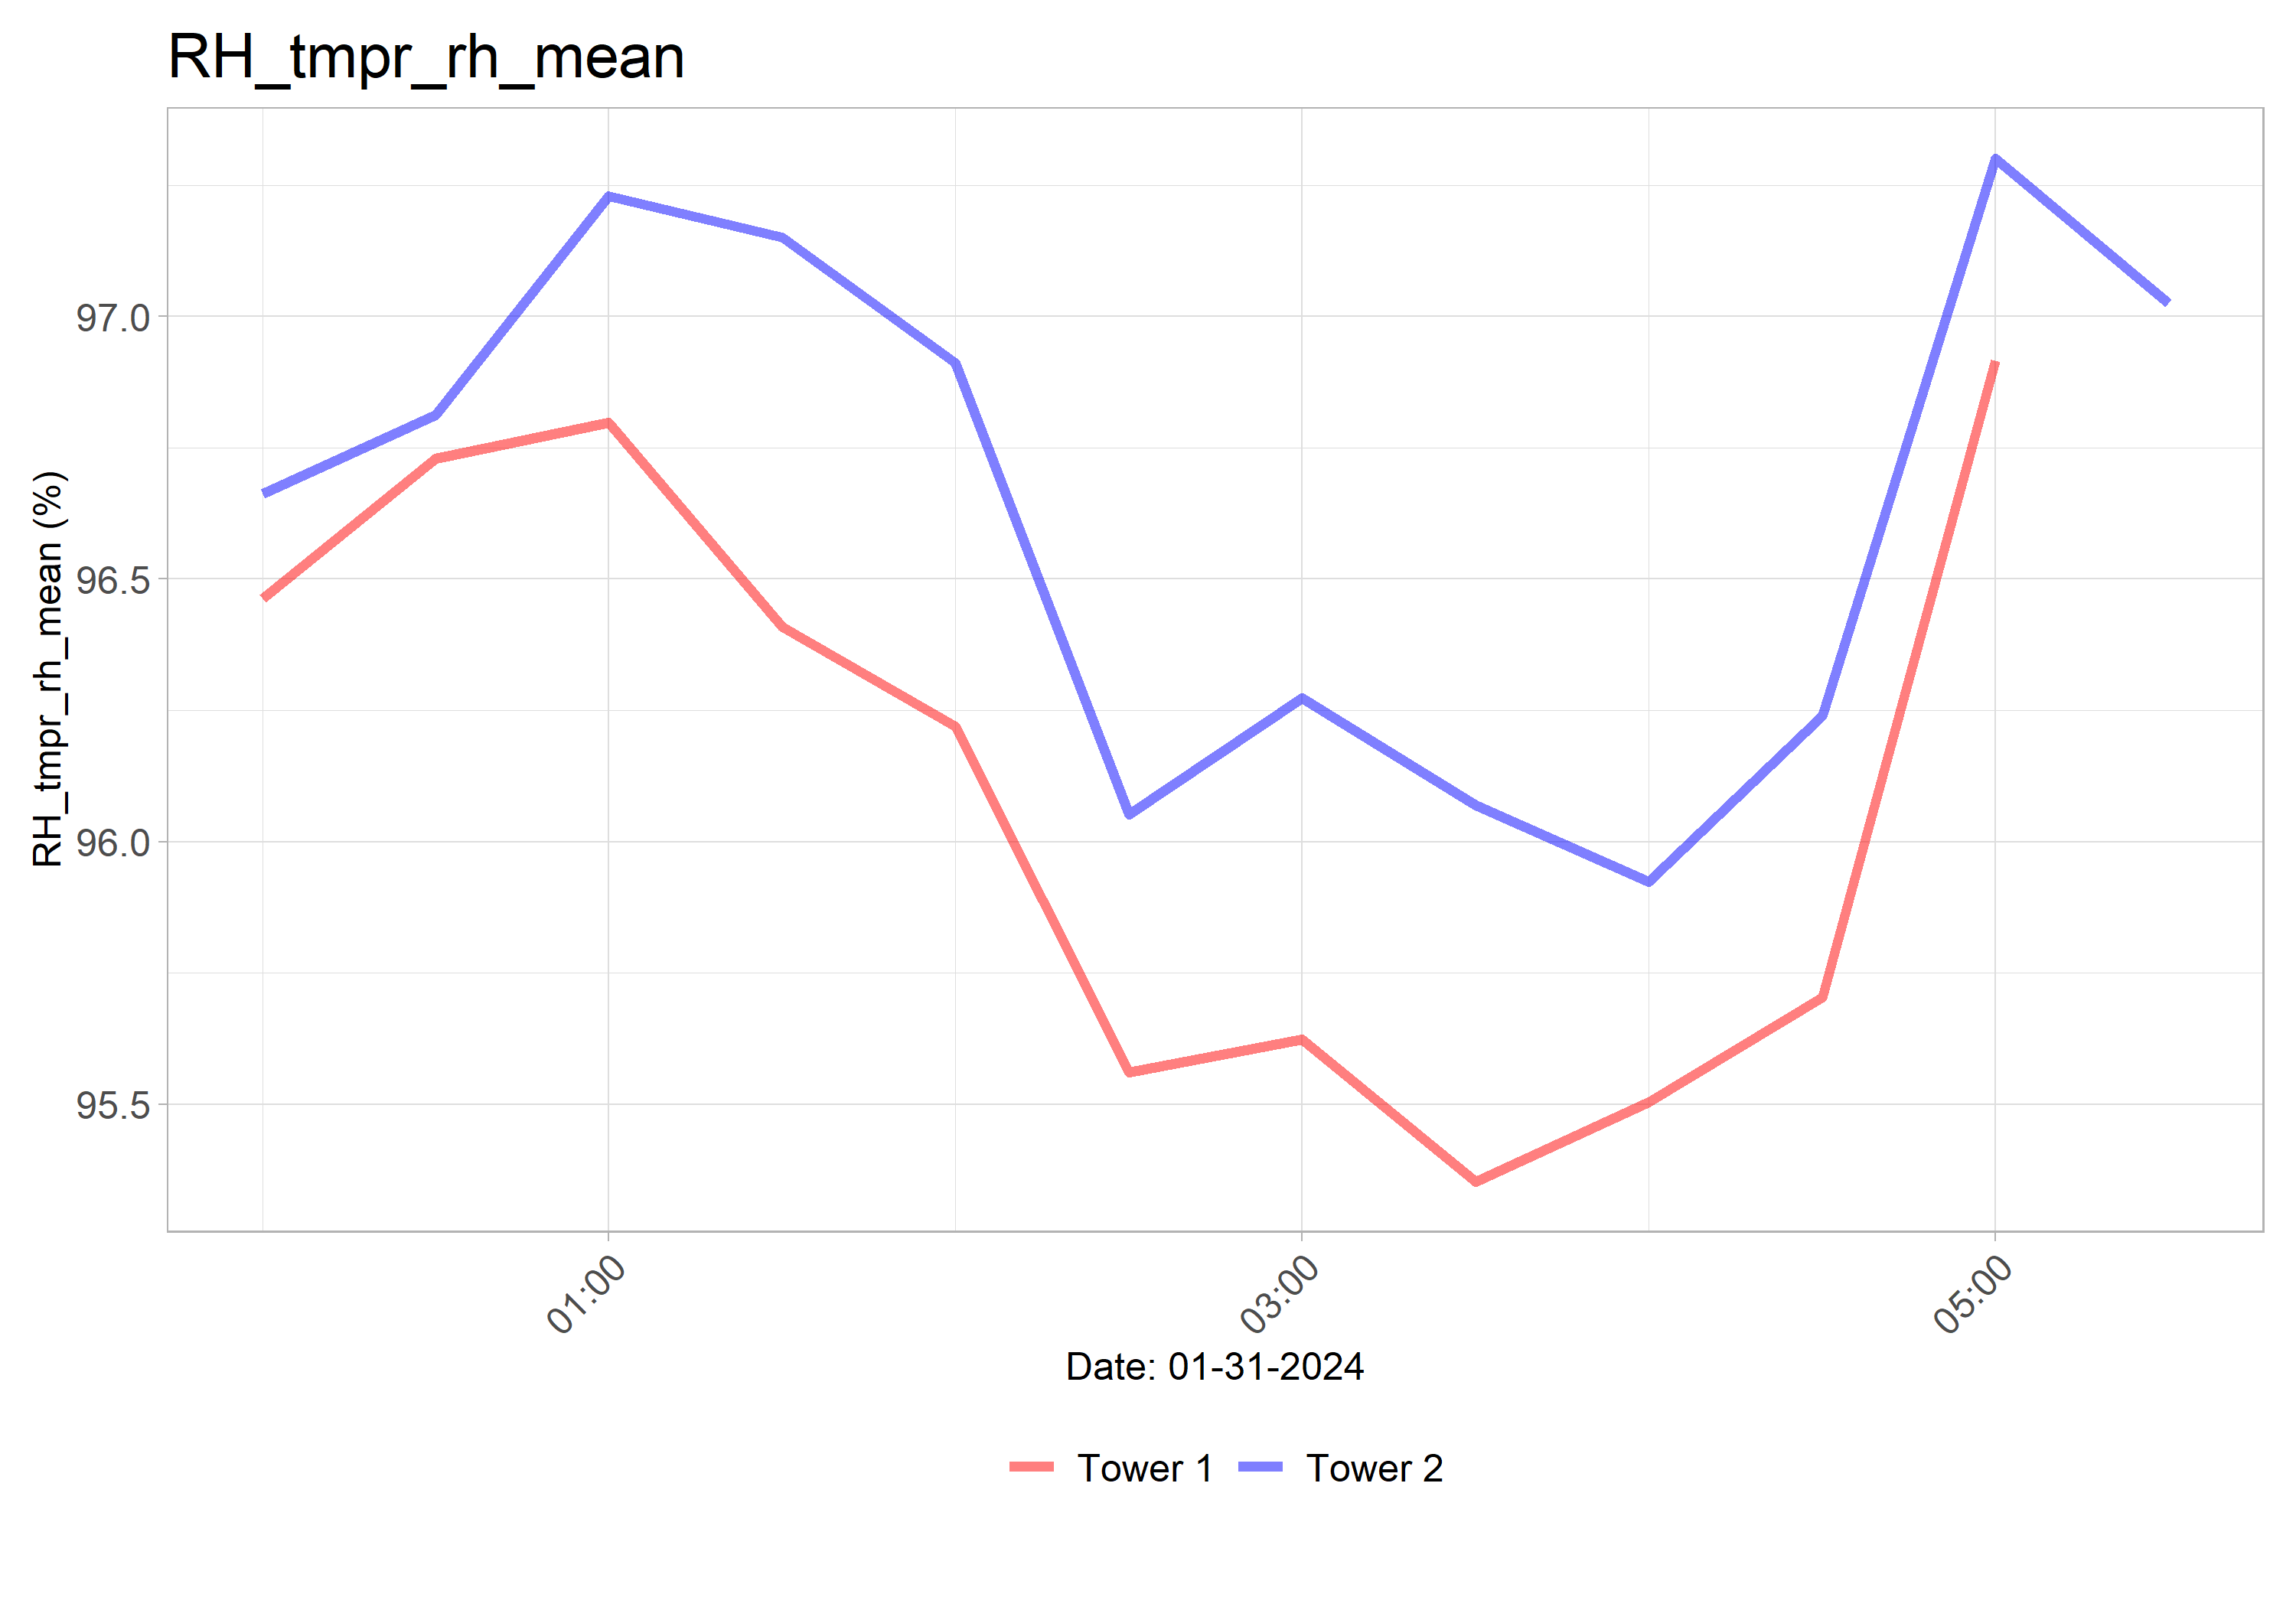 RH_tmpr_rh_mean
RH_tmpr_rh_mean (%)
97.0
96.5
96.0
95.5
01:00
03:00
05:00
Date: 01-31-2024
Tower 1
Tower 2